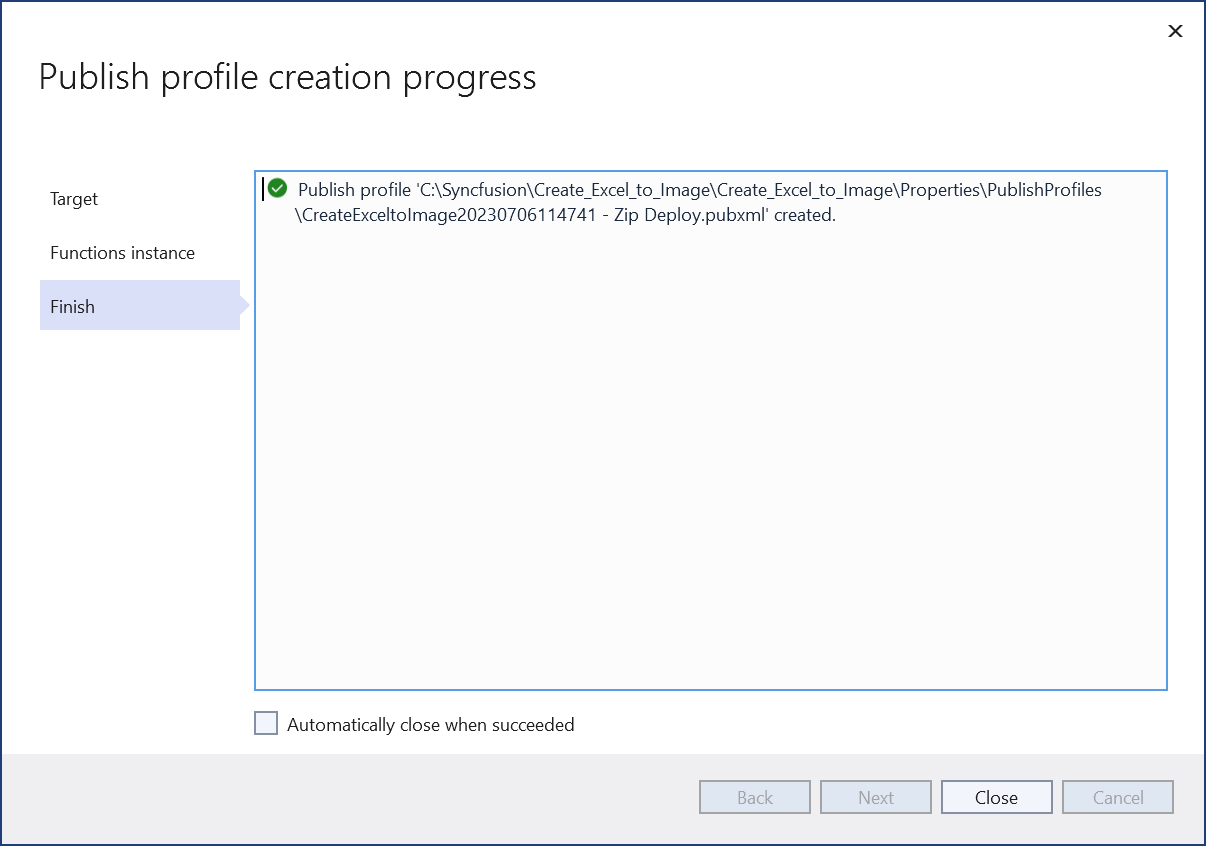 Publish profile creation progress
Target
Functions instance
Finish
Publish profile 'C:\Syncfusion\Create_Excel_to_Image\Create_Excel_to_Image\Properties\PublishProfiles
\CreateExceltoImage20230706114741 - Zip Deploy.pubxml' created.
Automatically close when succeeded
Back
Next
Close
Cancel